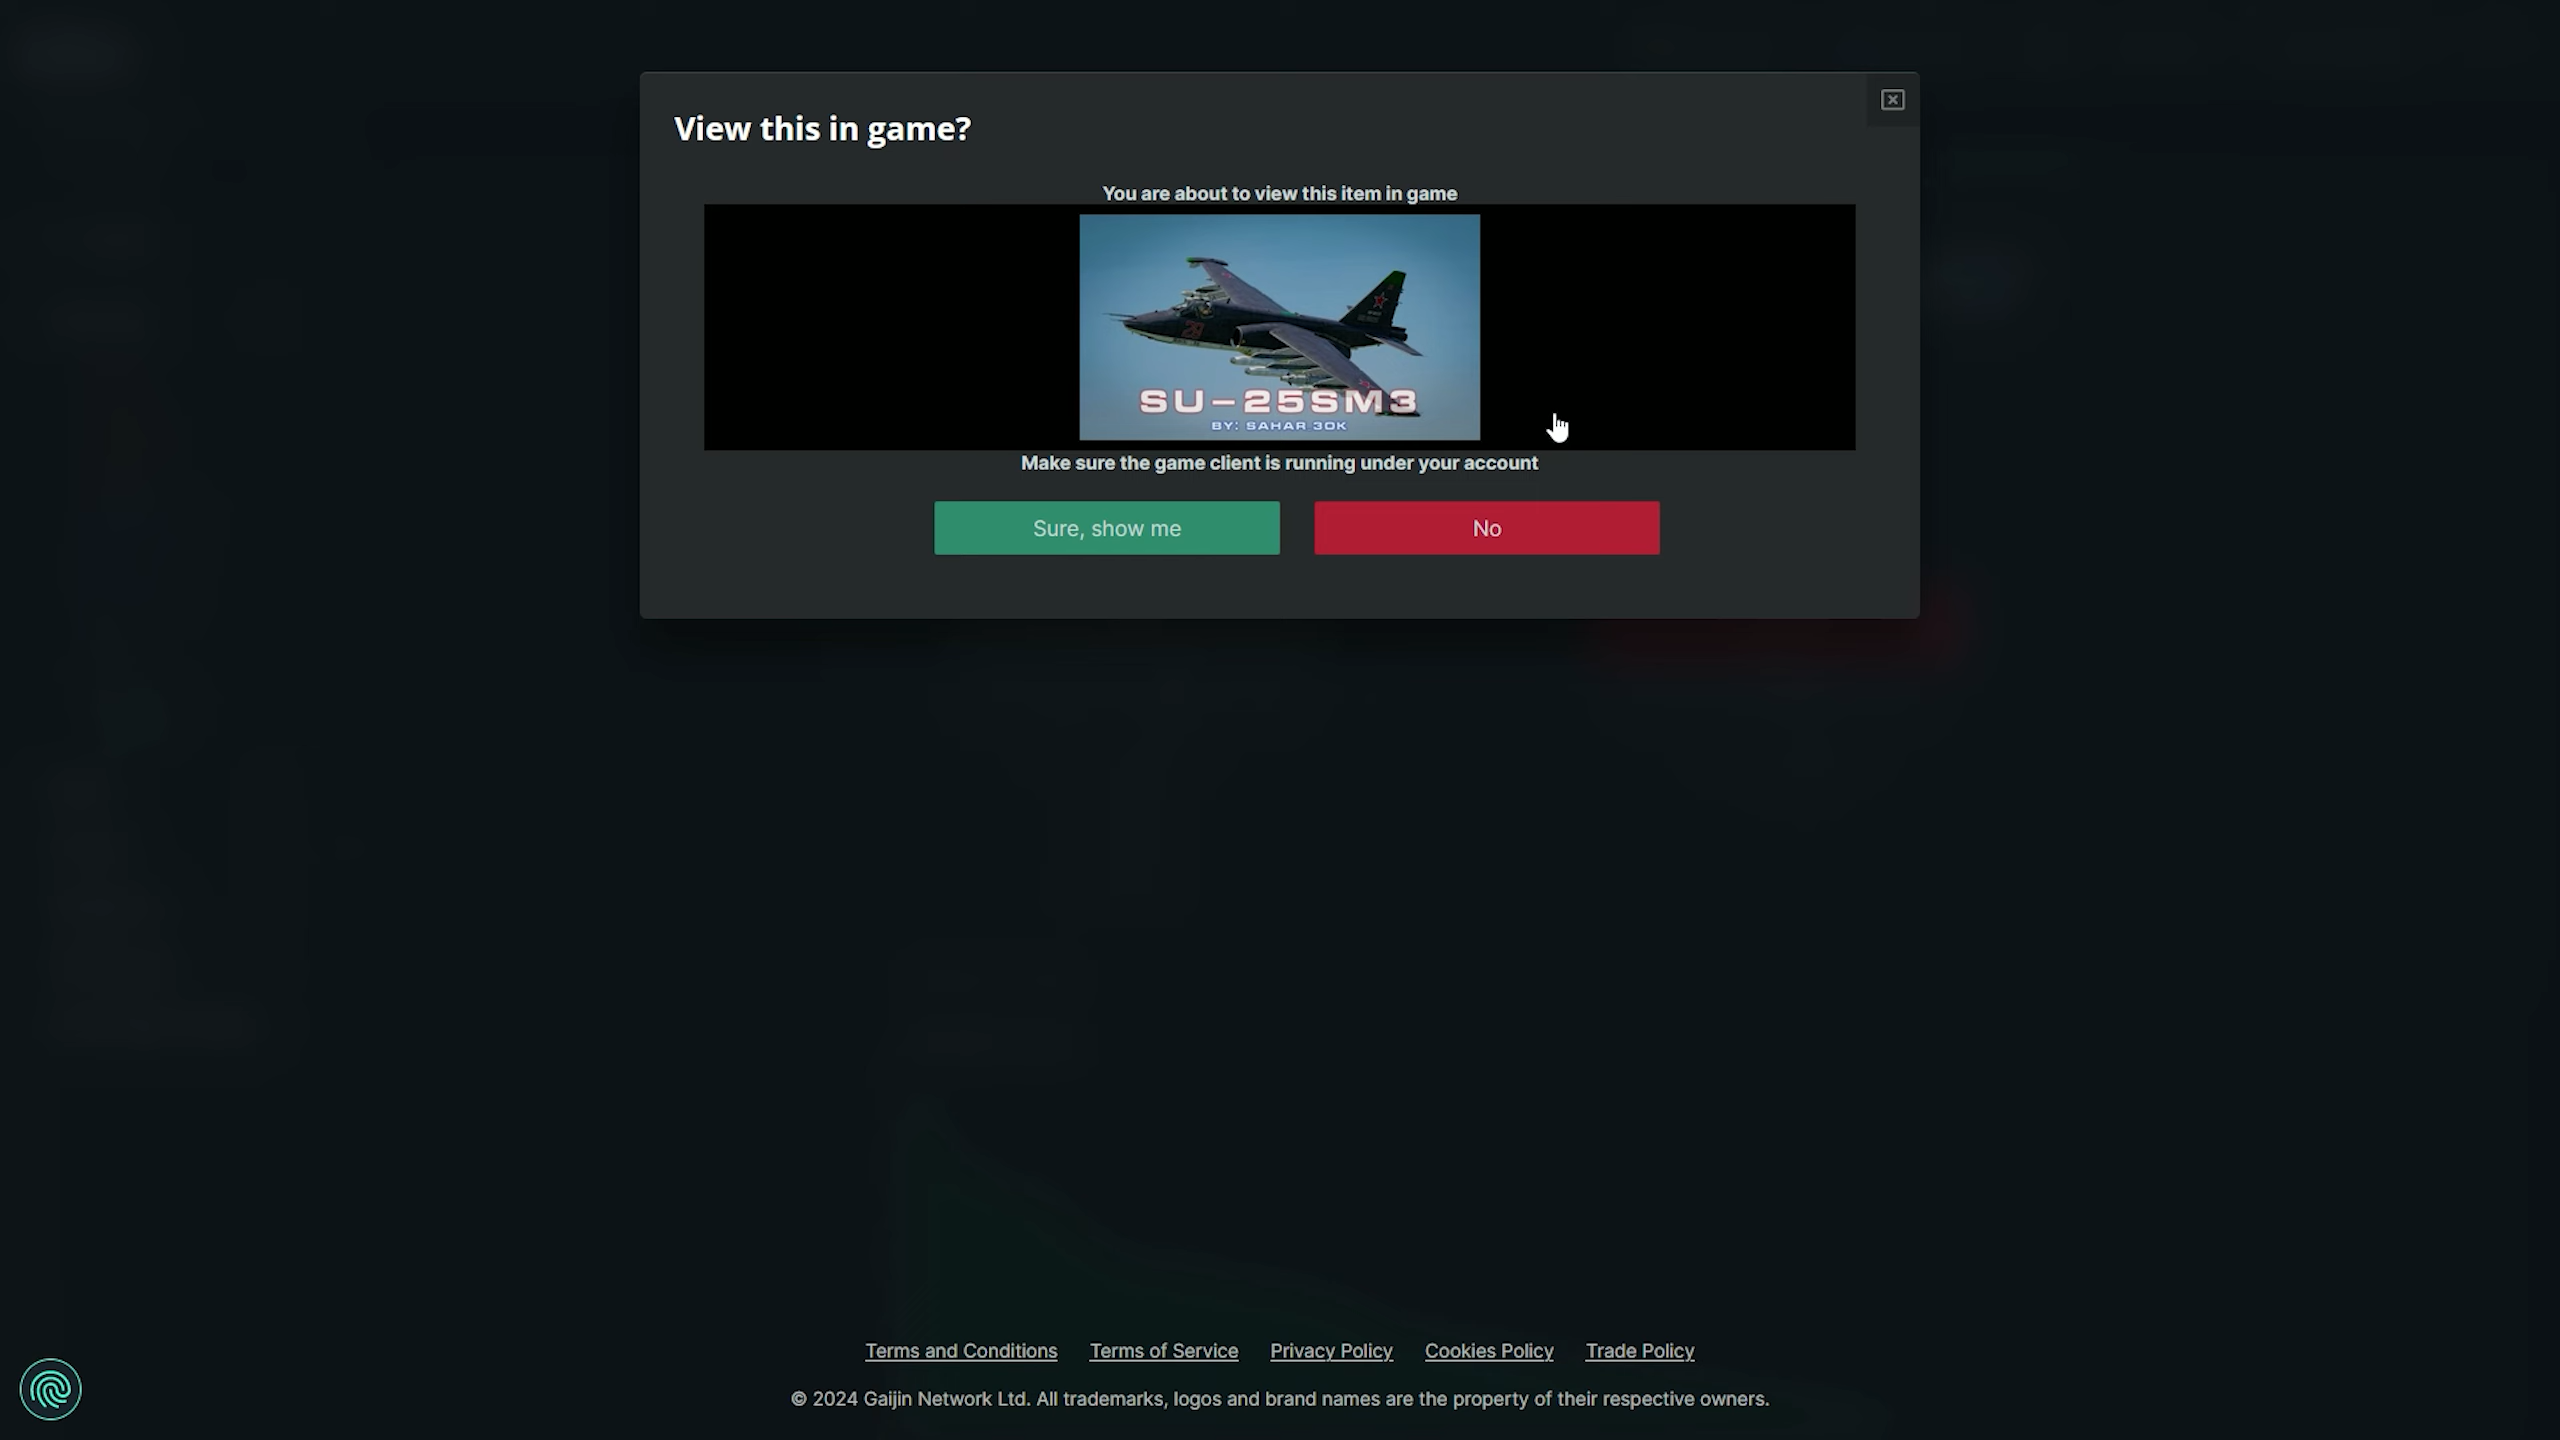 View this in game?
You are about to view this item in game
SU-25SM3
BY: SAHAR 30K
Make sure the game client is running under your account
Sure, show me
No
Terms and Conditions Terms of Service Privacy Policy Cookies Policy Trade Policy
© 2024 Gaijin Network Ltd. All trademarks, logos and brand names are the property of their respective owners.